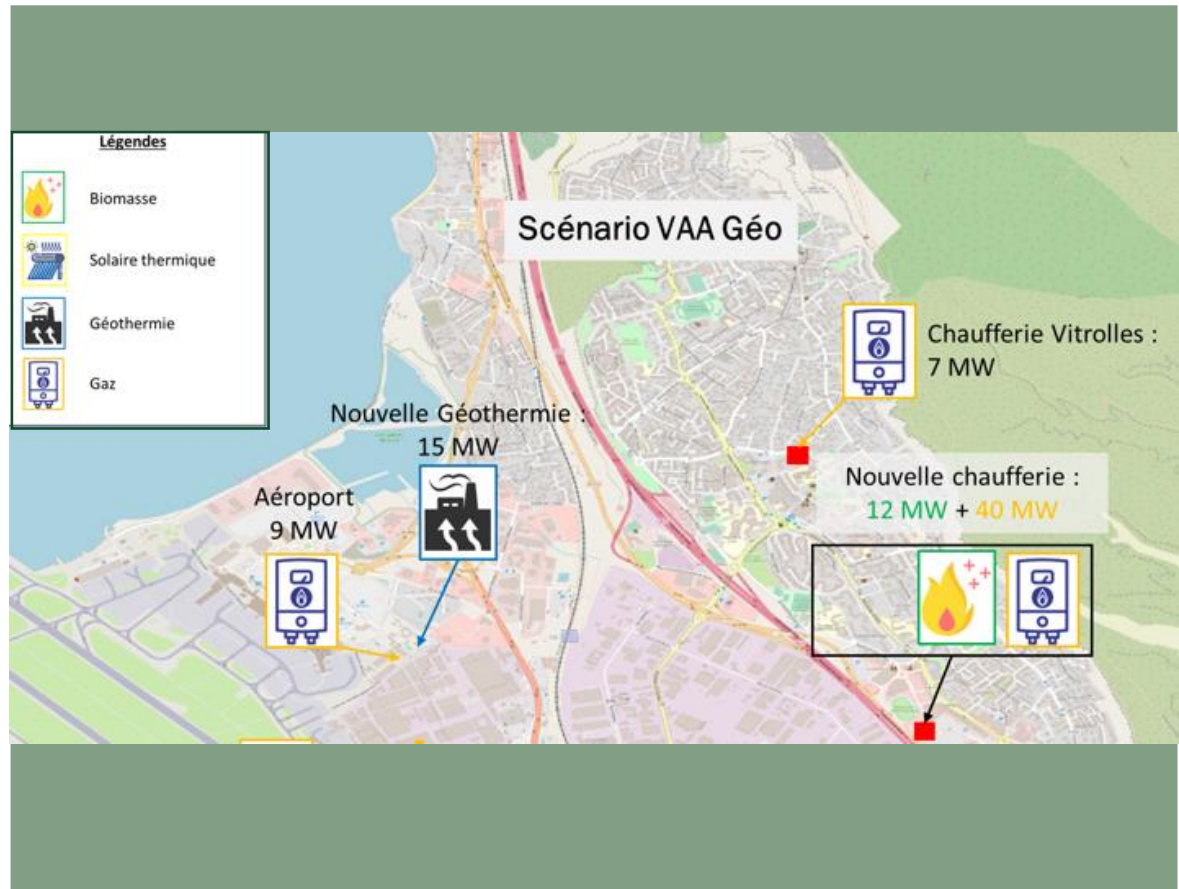 Légendes
Biomasse
Solaire thermique
Géothermie
Gaz
Scénario VAA Géo
Chaufferie Vitrolles :
7 MW
Nouvelle Géothermie :
15 MW
Aéroport
9 MW
Nouvelle chaufferie :
12 MW + 40 MW